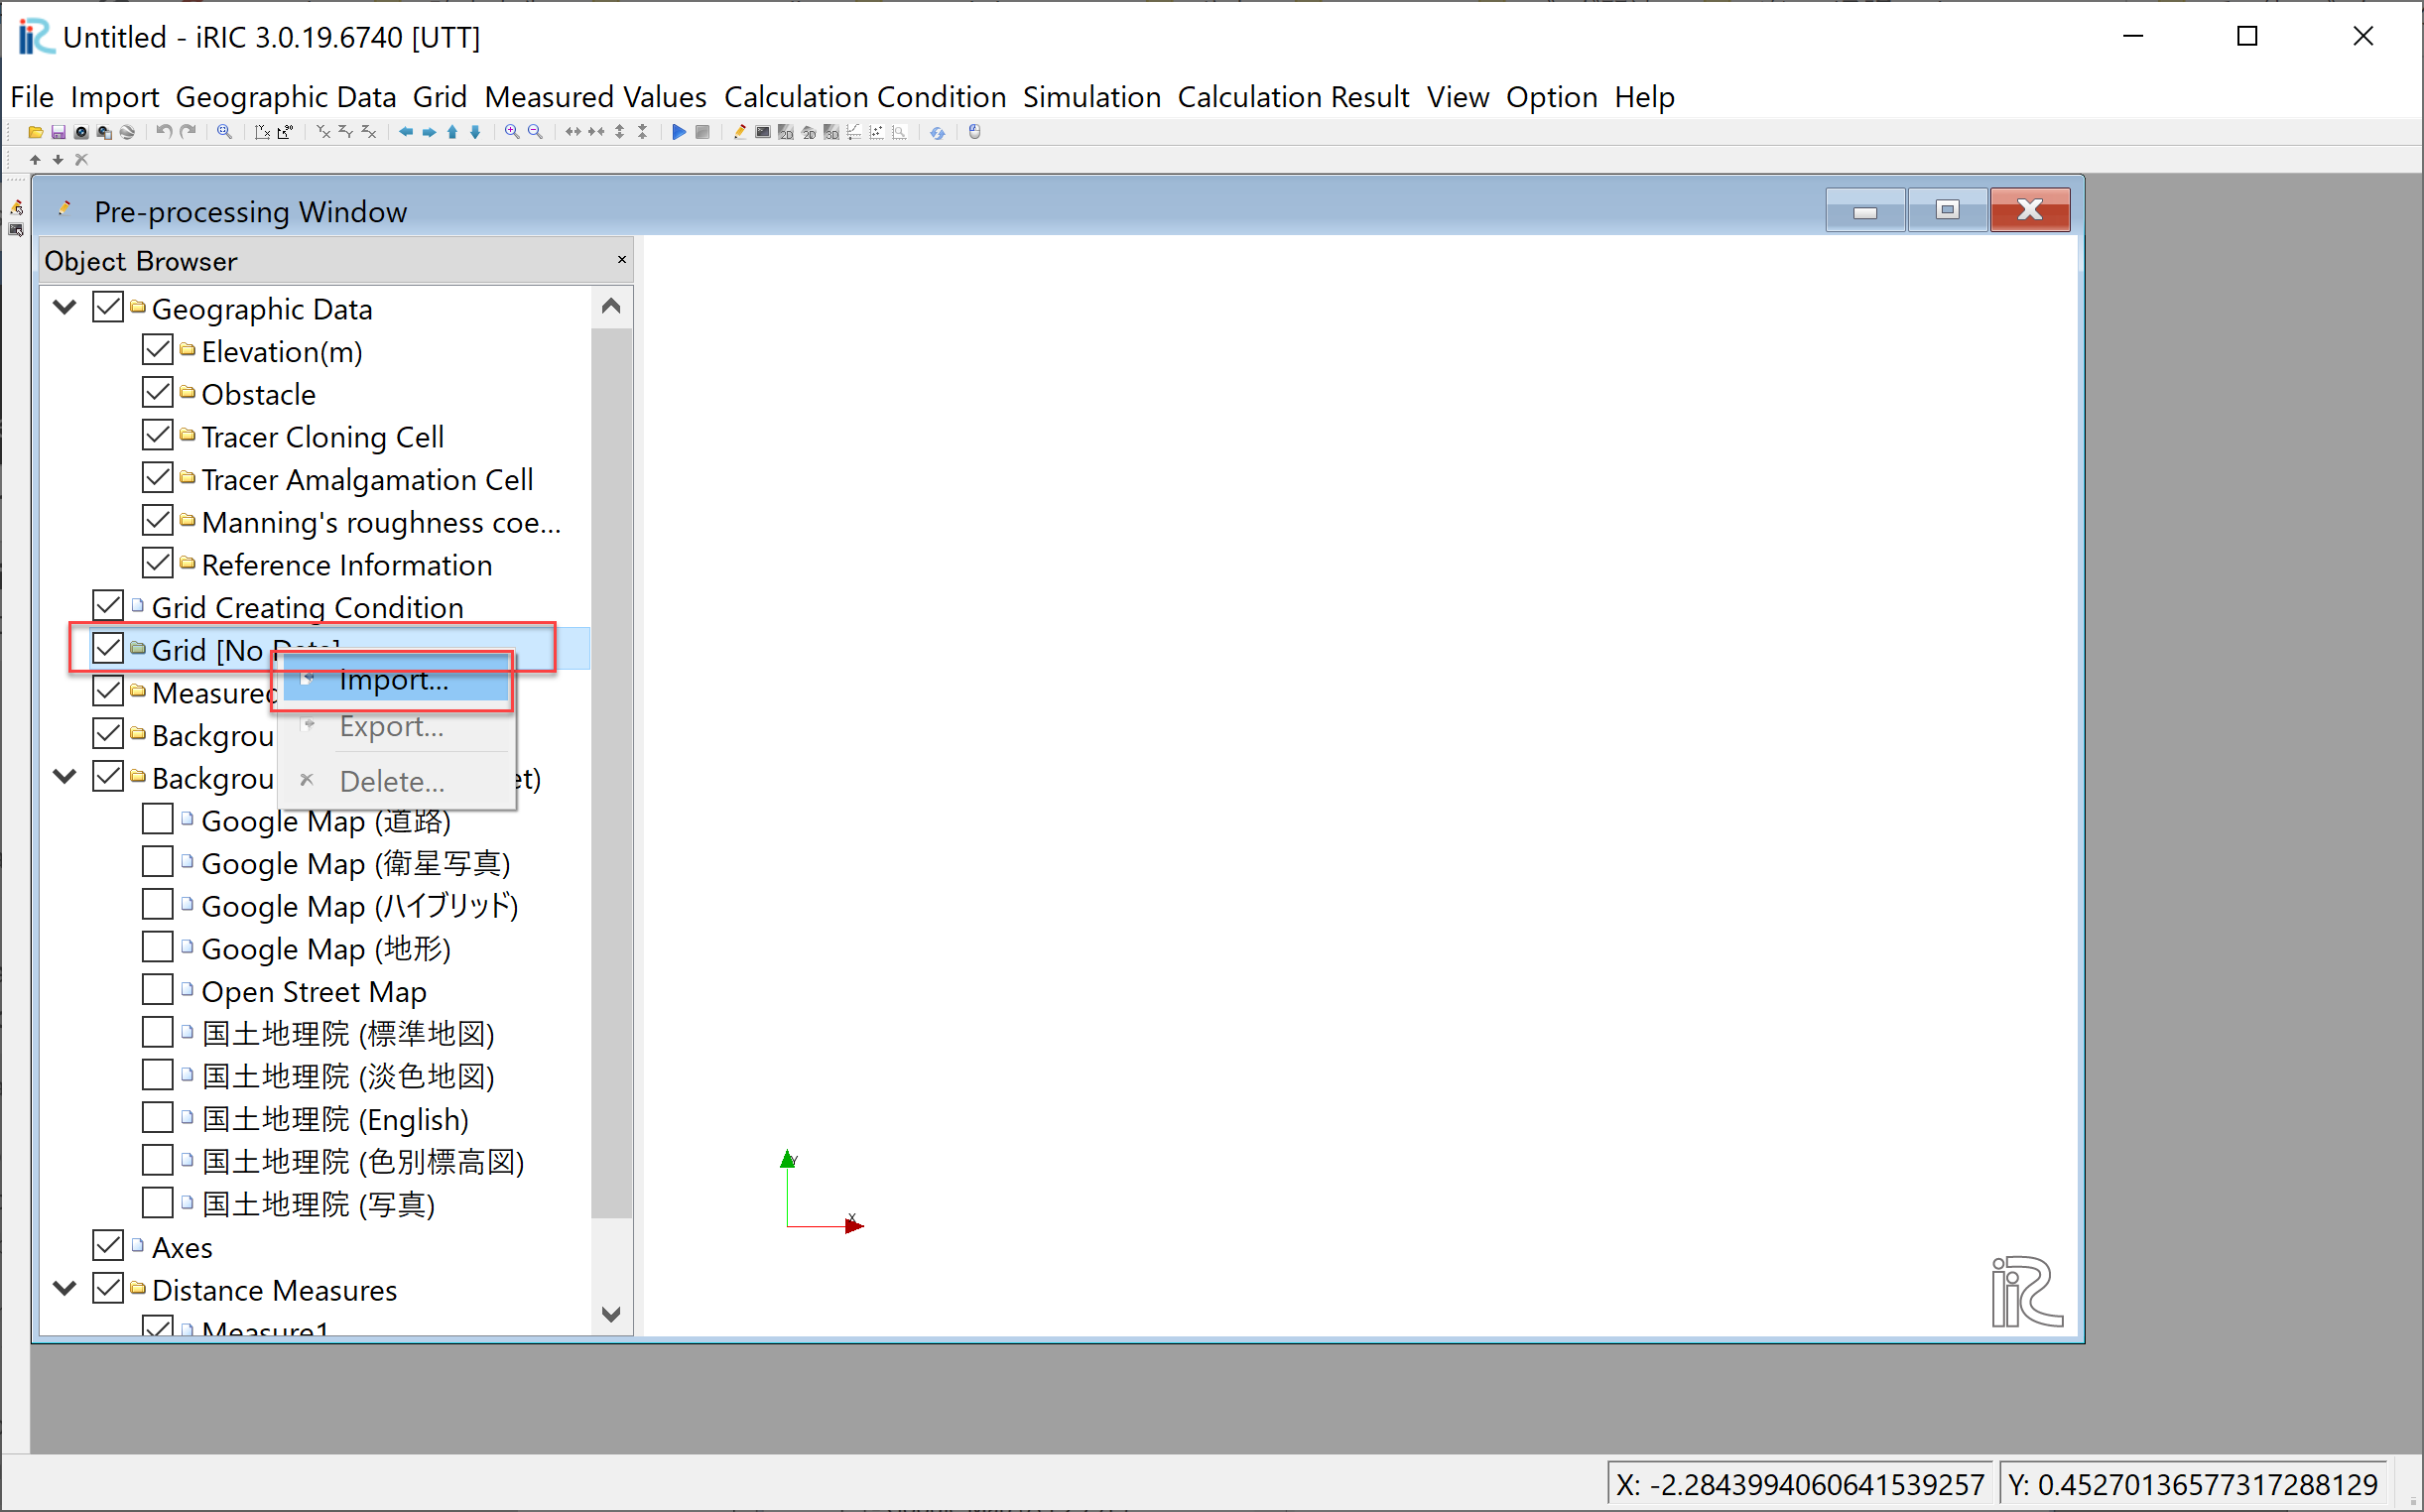 Untitled - iRIC 3.0.19.6740 [UTT]
File Import Geographic Data Grid Measured Values Calculation Condition Simulation Calculation Result View Option Help
Pre-processing Window
Object Browser
Geographic Data
Elevation(m)
Obstacle
Tracer Cloning Cell
Tracer Amalgamation Cell
Manning's roughness coe...
Reference Information
Grid Creating Condition
Grid [No Data]
Import...
Measured
Export...
Backgrou
Delete...
Backgrou et)
Google Map (道路)
Google Map (衛星写真)
Google Map (ハイブリッド)
Google Map (地形)
Open Street Map
国土地理院 (標準地図)
国土地理院 (淡色地図)
国土地理院 (English)
国土地理院 (色別標高図)
国土地理院 (写真)
Axes
Distance Measures
Measure1
Y
X
iRC
X: -2.2843994060641539257
Y: 0.45270136577317288129